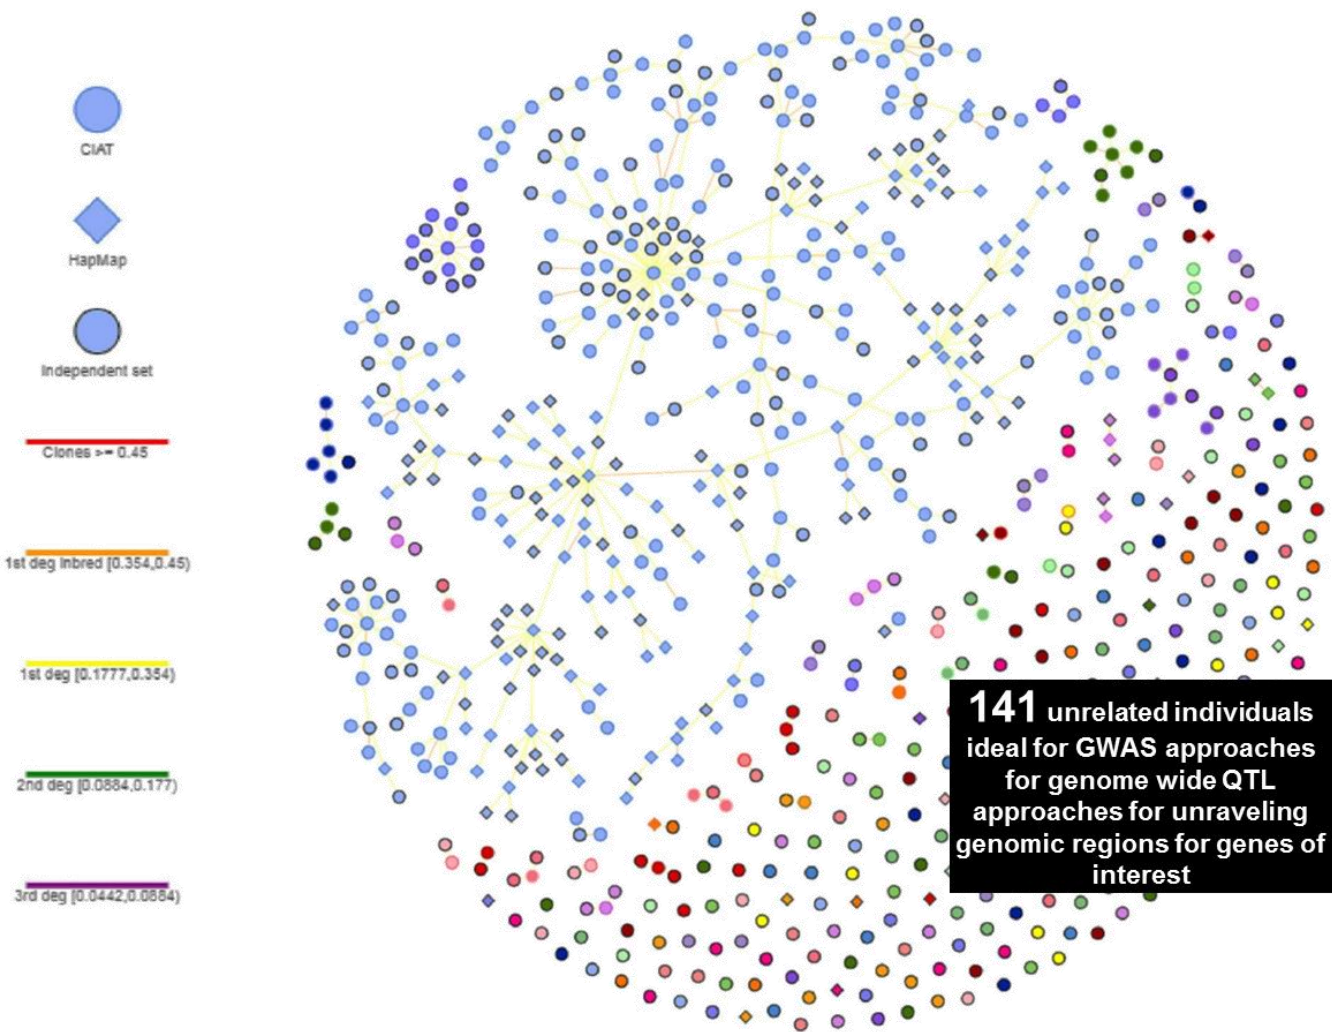 CIAT
HapMap
Independent set
Clones >= 0.45
1st deg Inbred [0.354,0.45)
1st deg [0.1777,0.354)
2nd deg [0.0884,0.177)
3rd deg [0.0442,0.0884)
141 unrelated individuals
ideal for GWAS approaches
for genome wide QTL
approaches for unraveling
genomic regions for genes of
interest